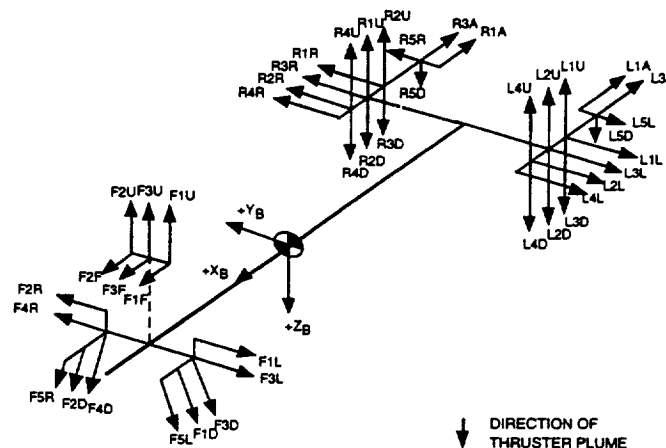 R2U
R1U
R4U
R3A
R5R
R1A
R1R
R3R
R2R
R4R
R5D
R3D
R2D
R4D
L1U
L2U
L4U
L1A
L3
L5L
L5D
L1L
L3L
L2L
L4L
L3D
L2D
L4D
F3U
F2U
F1U
+YB
F2F
F3F
F1F
+XB
F2R
F4R
+ZB
F1L
F3L
F5R
F2D
F4D
F3D
F1D
F5L
DIRECTION OF
THRUSTER PLUME